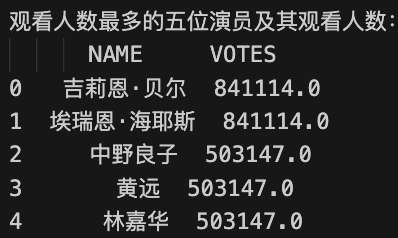 观看人数最多的五位演员及其观看人数：
NAME VOTES
0 吉莉恩·贝尔 841114.0
1 埃瑞恩·海耶斯 841114.0
2 中野良子 503147.0
3 黄远 503147.0
4 林嘉华 503147.0